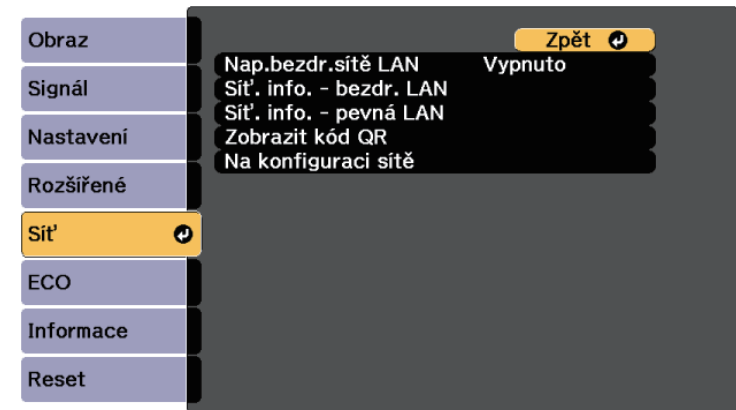 Obraz
Signál
Nastavení
Rozšířené
Síť
ECO
Informace
Reset
Zpět
Nap.bezdr.sítě LAN Vypnuto
Síť. info. - bezdr. LAN
Síť. info. - pevná LAN
Zobrazit kód QR
Na konfiguraci sítě